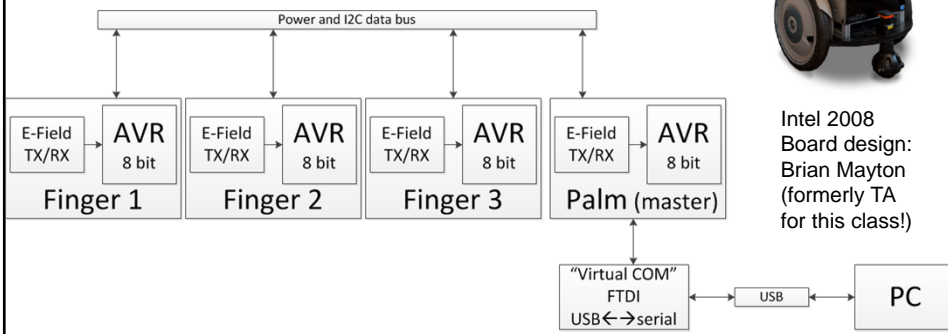 Power and I2C data bus
E-Field
TX/RX
AVR
8 bit
Finger 1
E-Field
TX/RX
AVR
8 bit
Finger 2
E-Field
TX/RX
AVR
8 bit
Finger 3
E-Field
TX/RX
AVR
8 bit
Palm (master)
Intel 2008
Board design:
Brian Mayton
(formerly TA
for this class!)
“Virtual COM”
FTDI
USB←→serial
USB
PC